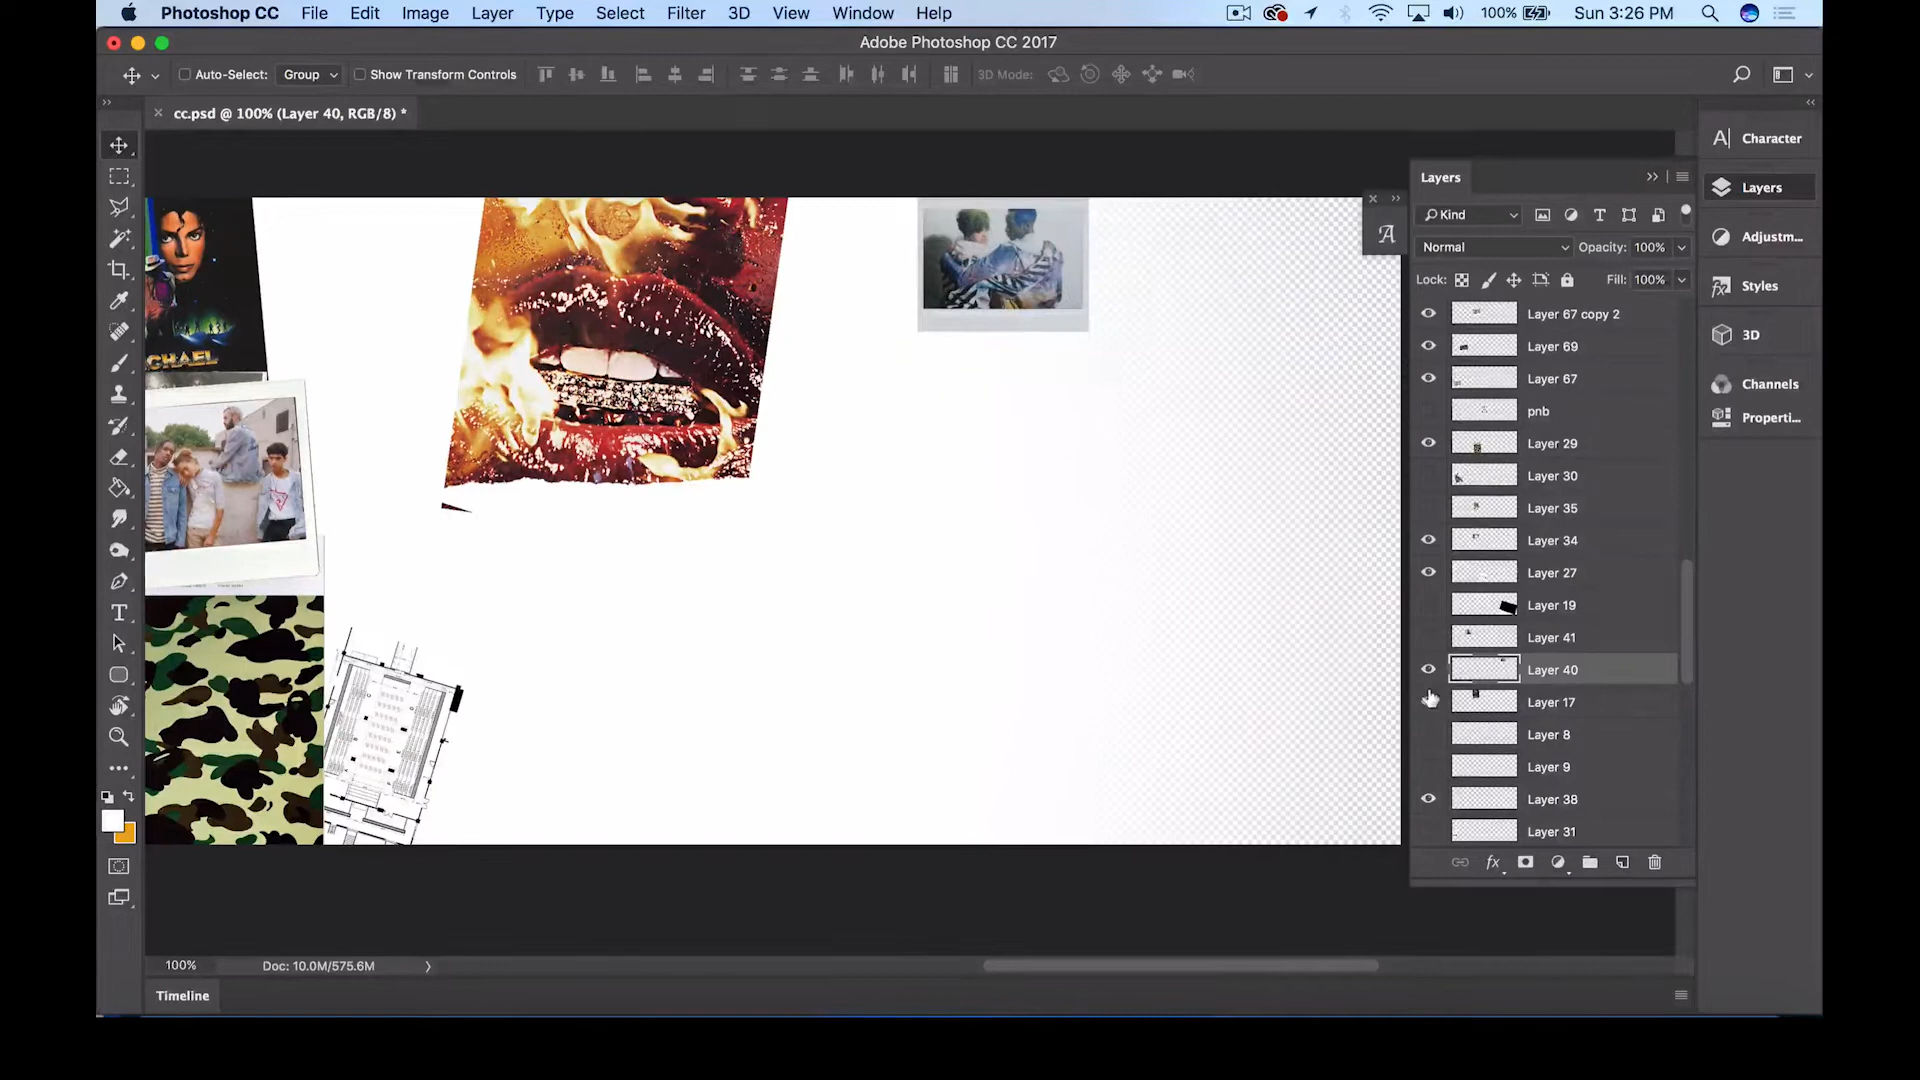 Photoshop CC File Edit Image Layer Type Select Filter 3D View Window Help 100% Sun 3:26 PM
Adobe Photoshop CC 2017
Auto-Select: Group Show Transform Controls 3D Mode:
cc.psd @ 100% (Layer 40, RGB/8) *
Character
Layers
Layers
Kind
Normal Opacity: 100%
Adjustm...
Lock: Fill: 100%
Styles
Layer 67 copy 2
3D
Layer 69
Layer 67
Channels
pnb
Properti...
Layer 29
Layer 30
Layer 35
Layer 34
Layer 27
Layer 19
Layer 41
Layer 40
Layer 17
Layer 8
Layer 9
Layer 38
Layer 31
CHAEL
100% Doc: 10.0M/575.6M
Timeline